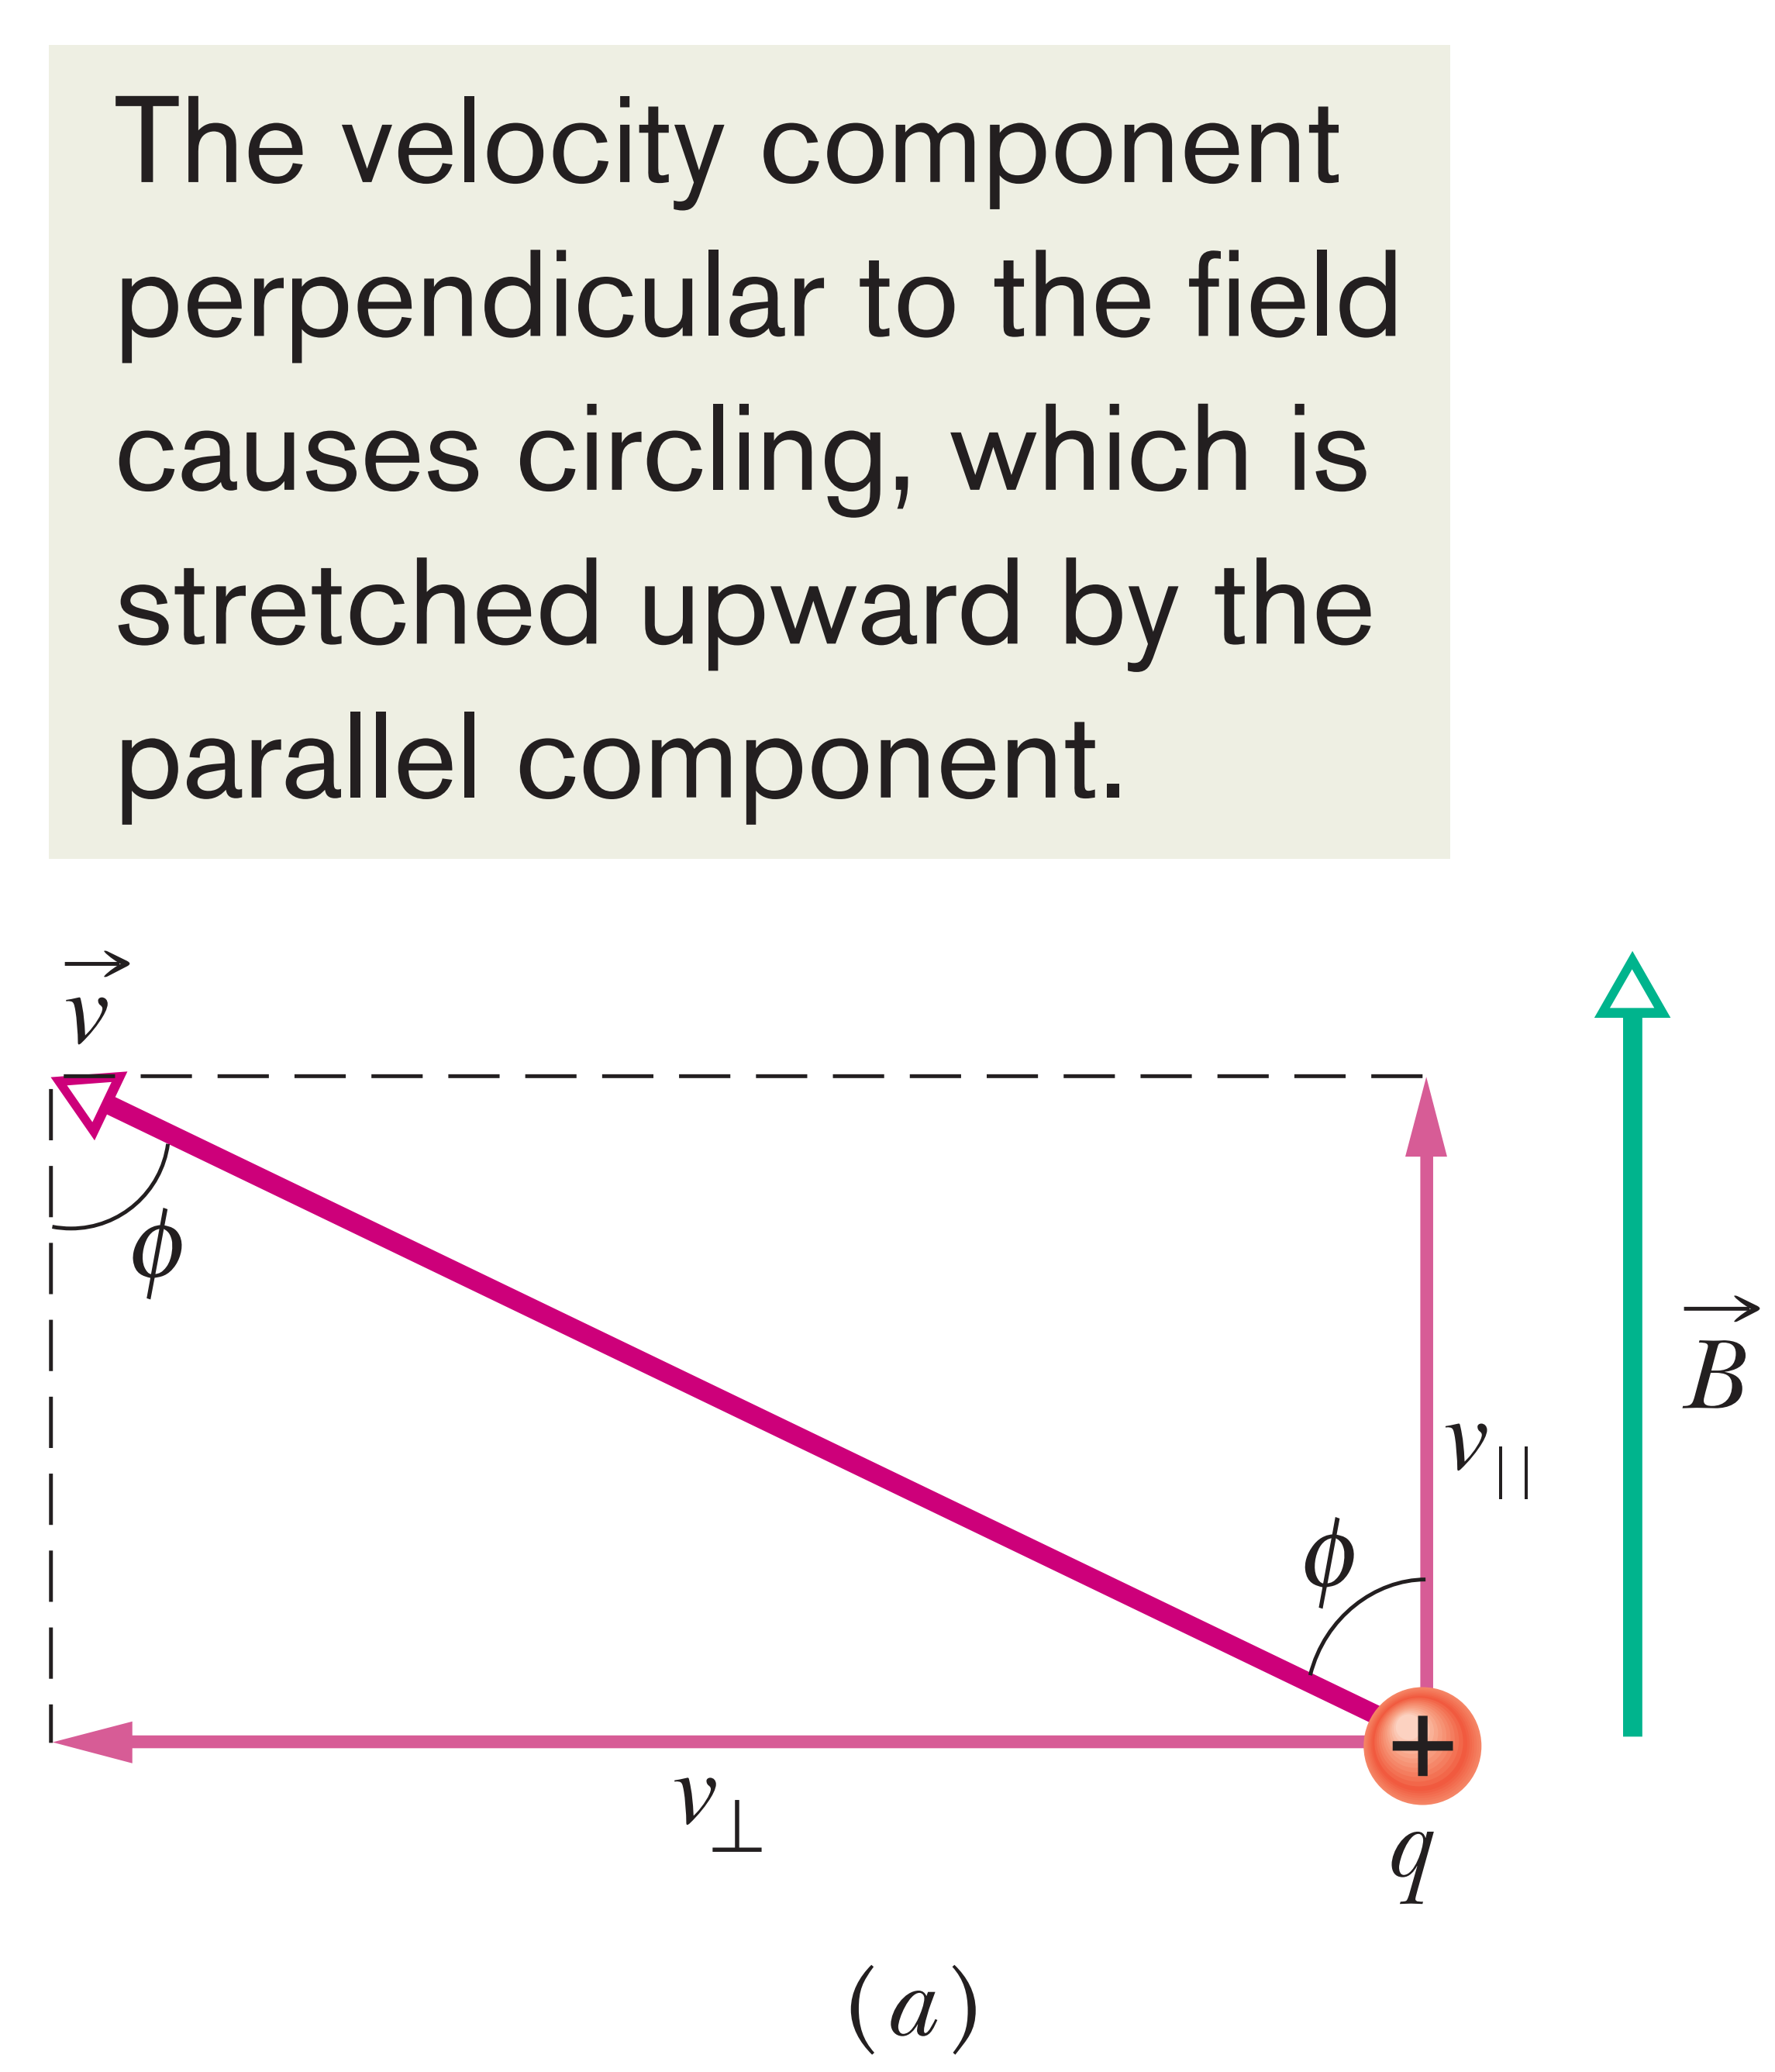 The velocity component
perpendicular to the field
causes circling, which is
stretched upward by the
parallel component.
v⃗
ϕ
B⃗
v||
ϕ
+
v⊥
q
(a)